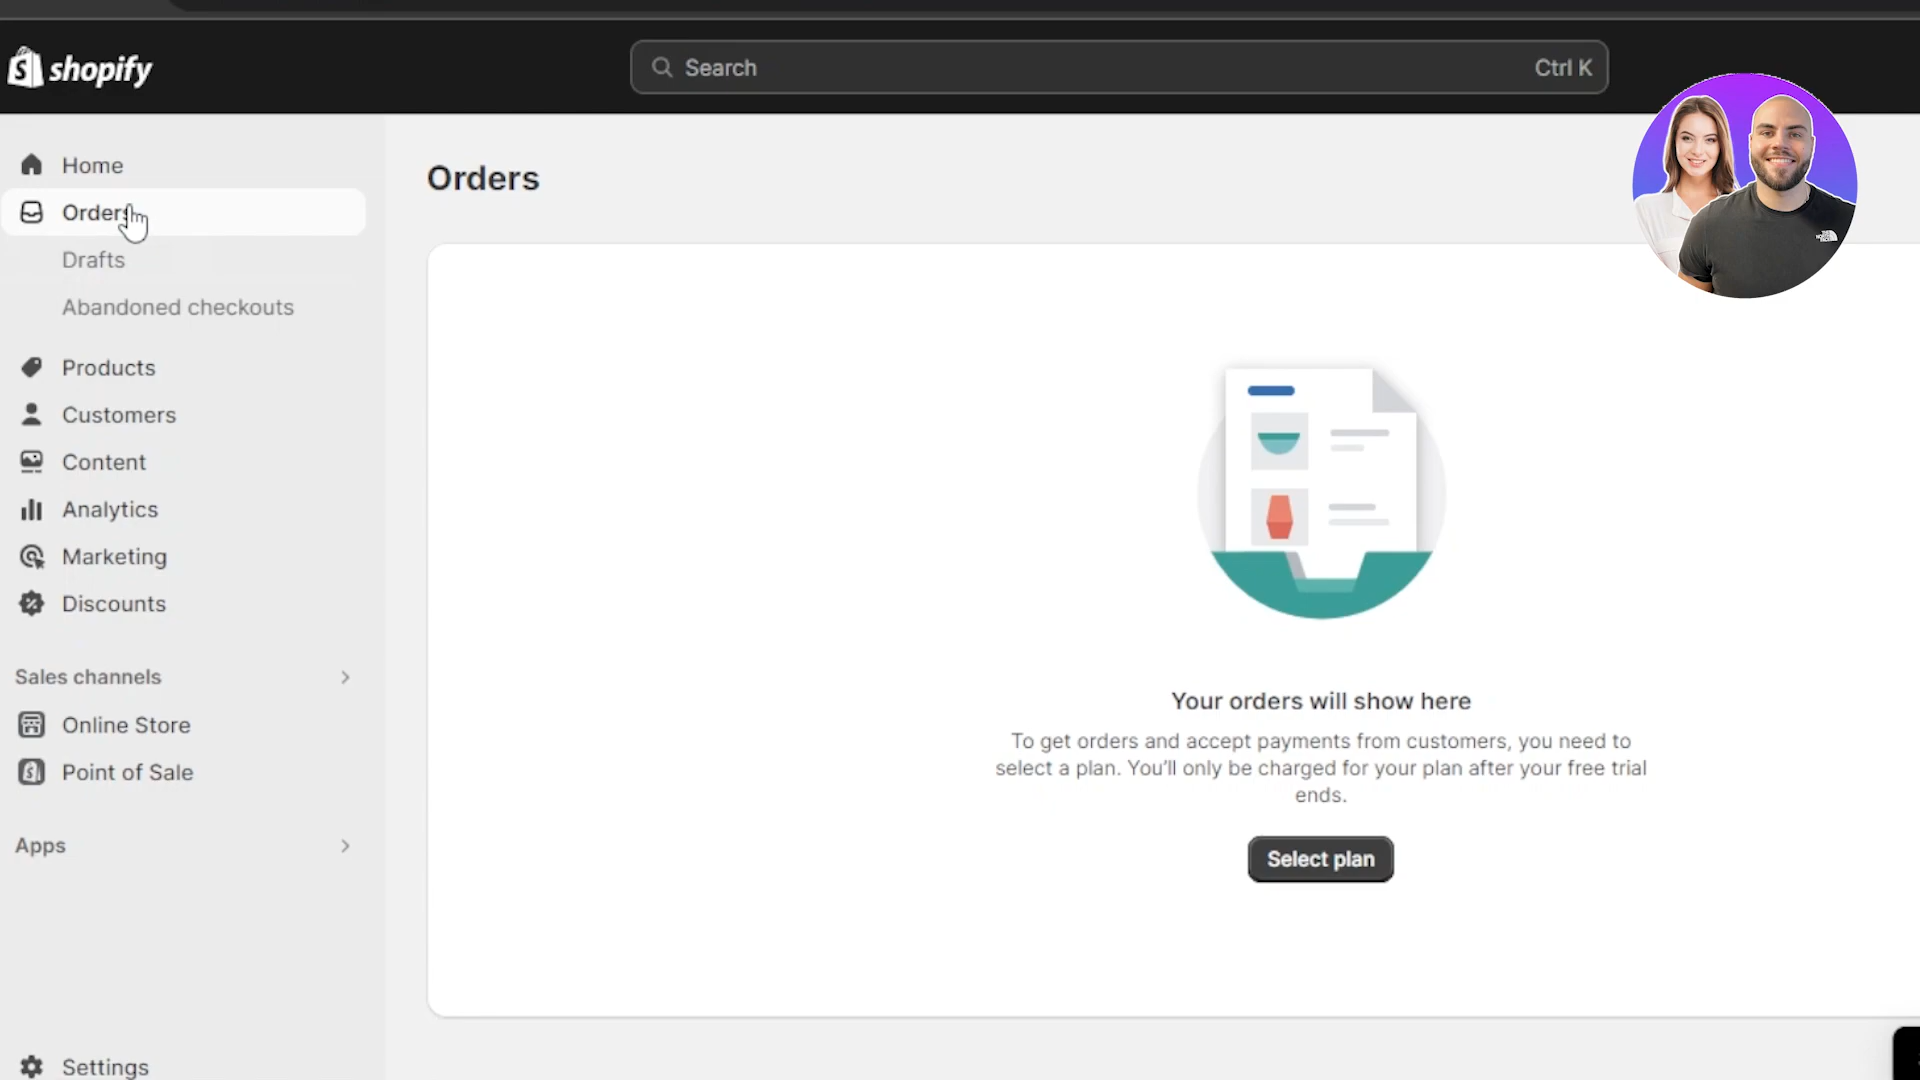 shopify
Search
Ctrl K
Home
Orders
Drafts
Abandoned checkouts
Products
Customers
Content
Analytics
Marketing
Discounts
Sales channels
Online Store
Point of Sale
Apps
Settings
Orders
Your orders will show here
To get orders and accept payments from customers, you need to
select a plan. You'll only be charged for your plan after your free trial
ends.
Select plan